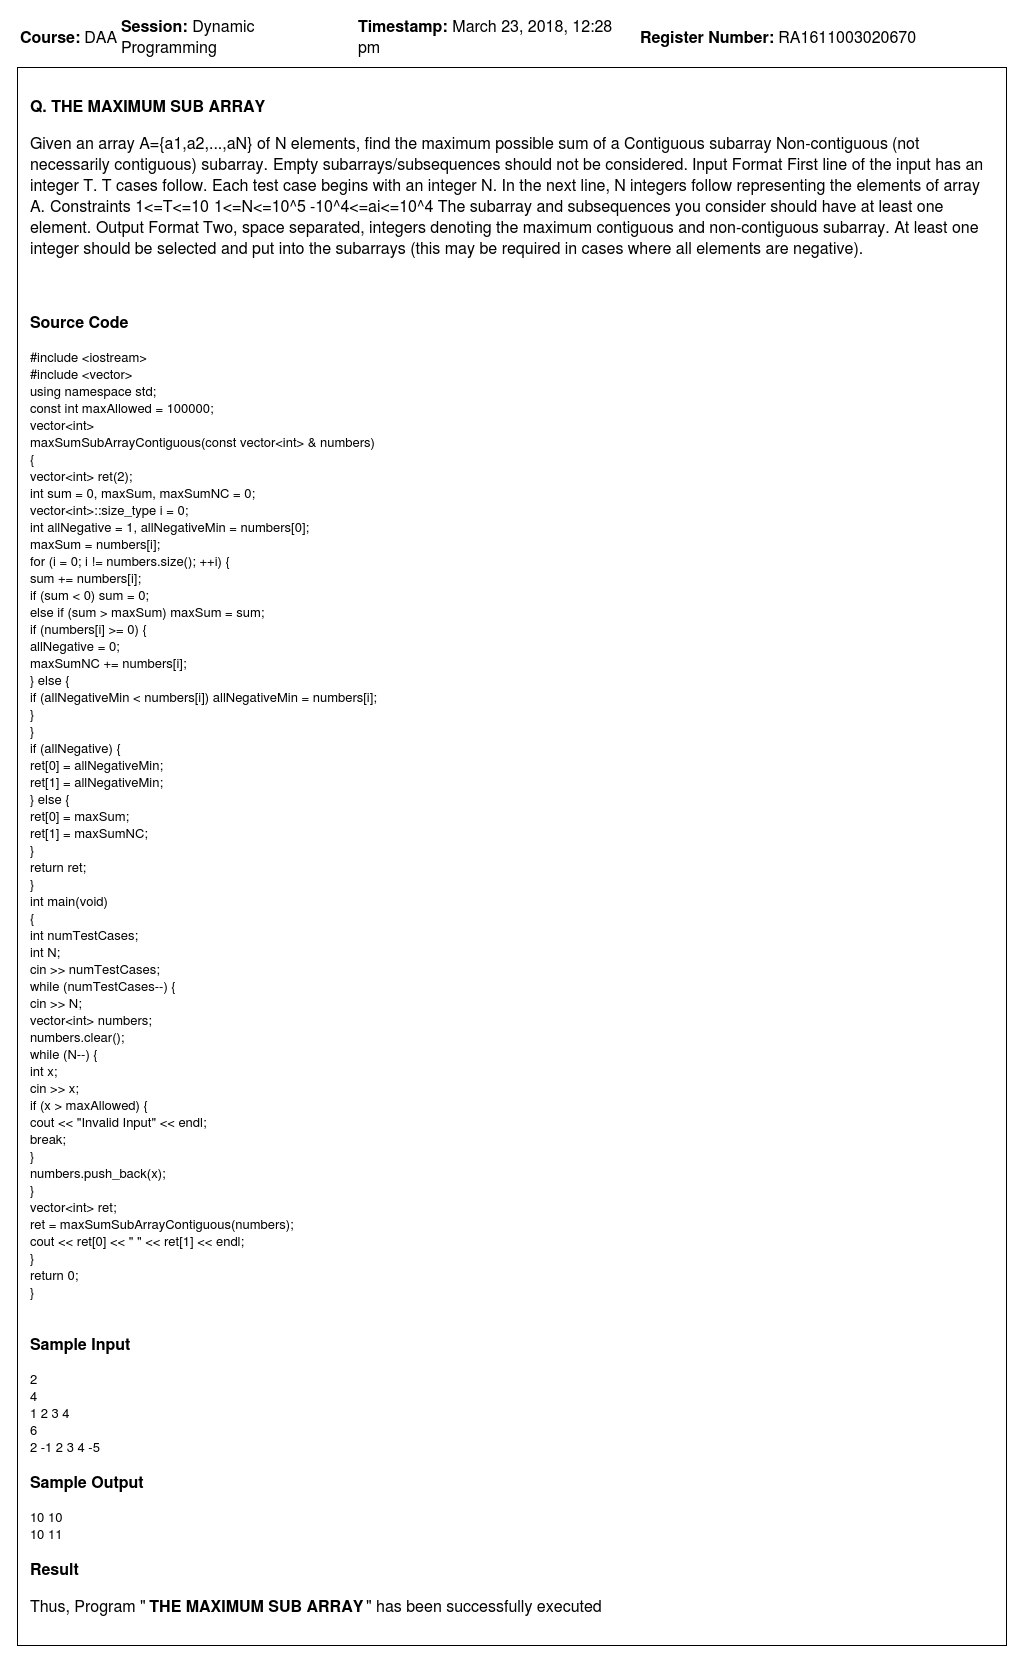 Course: DAA Session: Dynamic Programming Timestamp: March 23, 2018, 12:28 pm Register Number: RA1611003020670
Q. THE MAXIMUM SUB ARRAY
Given an array A={a1,a2,...,aN} of N elements, find the maximum possible sum of a Contiguous subarray Non-contiguous (not
necessarily contiguous) subarray. Empty subarrays/subsequences should not be considered. Input Format First line of the input has an
integer T. T cases follow. Each test case begins with an integer N. In the next line, N integers follow representing the elements of array
A. Constraints 1<=T<=10 1<=N<=10^5 -10^4<=ai<=10^4 The subarray and subsequences you consider should have at least one
element. Output Format Two, space separated, integers denoting the maximum contiguous and non-contiguous subarray. At least one
integer should be selected and put into the subarrays (this may be required in cases where all elements are negative).
Source Code
#include <iostream>
#include <vector>
using namespace std;
const int maxAllowed = 100000;
vector<int>
maxSumSubArrayContiguous(const vector<int> & numbers)
{
vector<int> ret(2);
int sum = 0, maxSum, maxSumNC = 0;
vector<int>::size_type i = 0;
int allNegative = 1, allNegativeMin = numbers[0];
maxSum = numbers[i];
for (i = 0; i != numbers.size(); ++i) {
sum += numbers[i];
if (sum < 0) sum = 0;
else if (sum > maxSum) maxSum = sum;
if (numbers[i] >= 0) {
allNegative = 0;
maxSumNC += numbers[i];
} else {
if (allNegativeMin < numbers[i]) allNegativeMin = numbers[i];
}
}
if (allNegative) {
ret[0] = allNegativeMin;
ret[1] = allNegativeMin;
} else {
ret[0] = maxSum;
ret[1] = maxSumNC;
}
return ret;
}
int main(void)
{
int numTestCases;
int N;
cin >> numTestCases;
while (numTestCases--) {
cin >> N;
vector<int> numbers;
numbers.clear();
while (N--) {
int x;
cin >> x;
if (x > maxAllowed) {
cout << "Invalid Input" << endl;
break;
}
numbers.push_back(x);
}
vector<int> ret;
ret = maxSumSubArrayContiguous(numbers);
cout << ret[0] << " " << ret[1] << endl;
}
return 0;
}
Sample Input
2
4
1 2 3 4
6
2 -1 2 3 4 -5
Sample Output
10 10
10 11
Result
Thus, Program " THE MAXIMUM SUB ARRAY " has been successfully executed